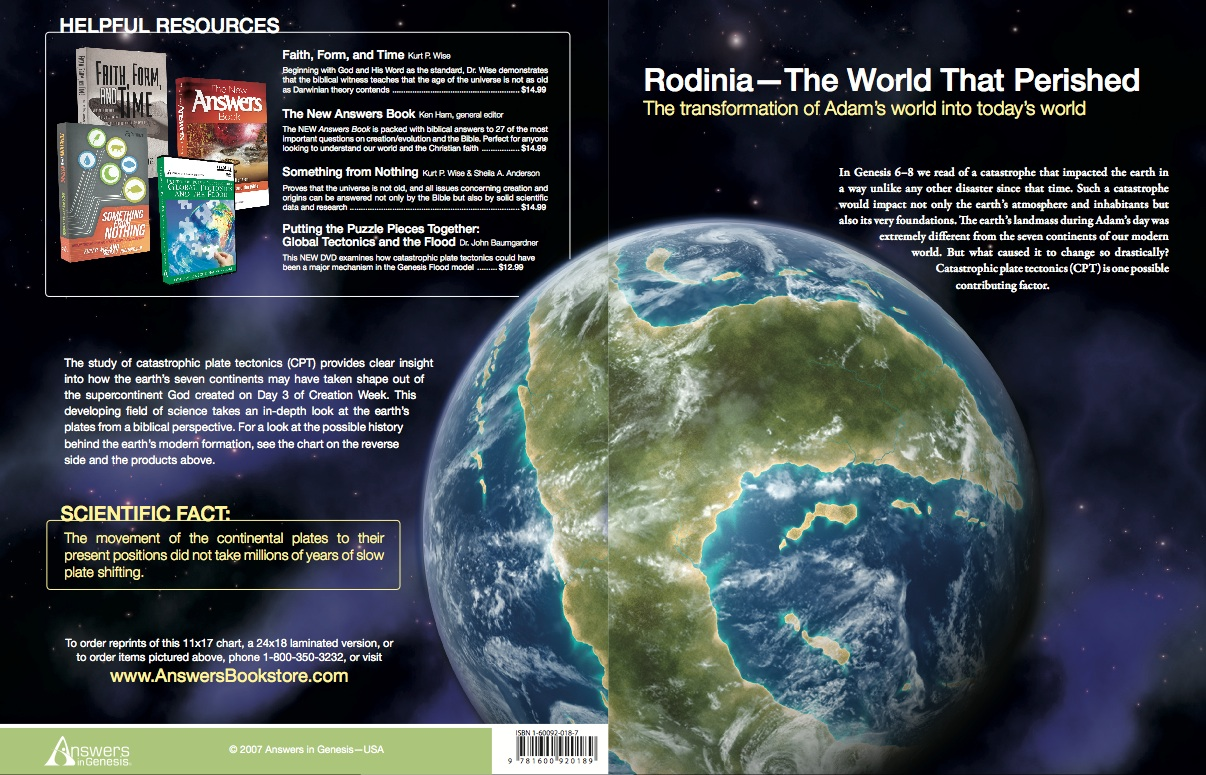 HELPFUL RESOURCES
FAITH, FORM,
AND TIME
The New
Answers
Book
SOMETHING
FROM
NOTHING
GLOBAL TECTONICS
AND THE FLOOD
Faith, Form, and Time Kurt P. Wise
Beginning with God and His Word as the standard, Dr. Wise demonstrates
that the biblical witness teaches that the age of the universe is not as old
as Darwinian theory contends .................................................. $14.99
The New Answers Book Ken Ham, general editor
The NEW Answers Book is packed with biblical answers to 27 of the most
important questions on creation/evolution and the Bible. Perfect for anyone
looking to understand our world and the Christian faith ............... $14.99
Something from Nothing Kurt P. Wise & Sheila A. Anderson
Proves that the universe is not old, and all issues concerning creation and
origins can be answered not only by the Bible but also by solid scientific
data and research ................................................................ $14.99
Putting the Puzzle Pieces Together:
Global Tectonics and the Flood Dr. John Baumgardner
This NEW DVD examines how catastrophic plate tectonics could have
been a major mechanism in the Genesis Flood model ........ $12.99
The study of catastrophic plate tectonics (CPT) provides clear insight
into how the earth's seven continents may have taken shape out of
the supercontinent God created on Day 3 of Creation Week. This
developing field of science takes an in-depth look at the earth's
plates from a biblical perspective. For a look at the possible history
behind the earth's modern formation, see the chart on the reverse
side and the products above.
SCIENTIFIC FACT:
The movement of the continental plates to their
present positions did not take millions of years of slow
plate shifting.
To order reprints of this 11x17 chart, a 24x18 laminated version, or
to order items pictured above, phone 1-800-350-3232, or visit
www.AnswersBookstore.com
Answers
in Genesis
© 2007 Answers in Genesis—USA
ISBN 1-60092-018-7
9 781600 920189
Rodinia—The World That Perished
The transformation of Adam's world into today's world
In Genesis 6–8 we read of a catastrophe that impacted the earth in
a way unlike any other disaster since that time. Such a catastrophe
would impact not only the earth's atmosphere and inhabitants but
also its very foundations. The earth's landmass during Adam's day was
extremely different from the seven continents of our modern
world. But what caused it to change so drastically?
Catastrophic plate tectonics (CPT) is one possible
contributing factor.